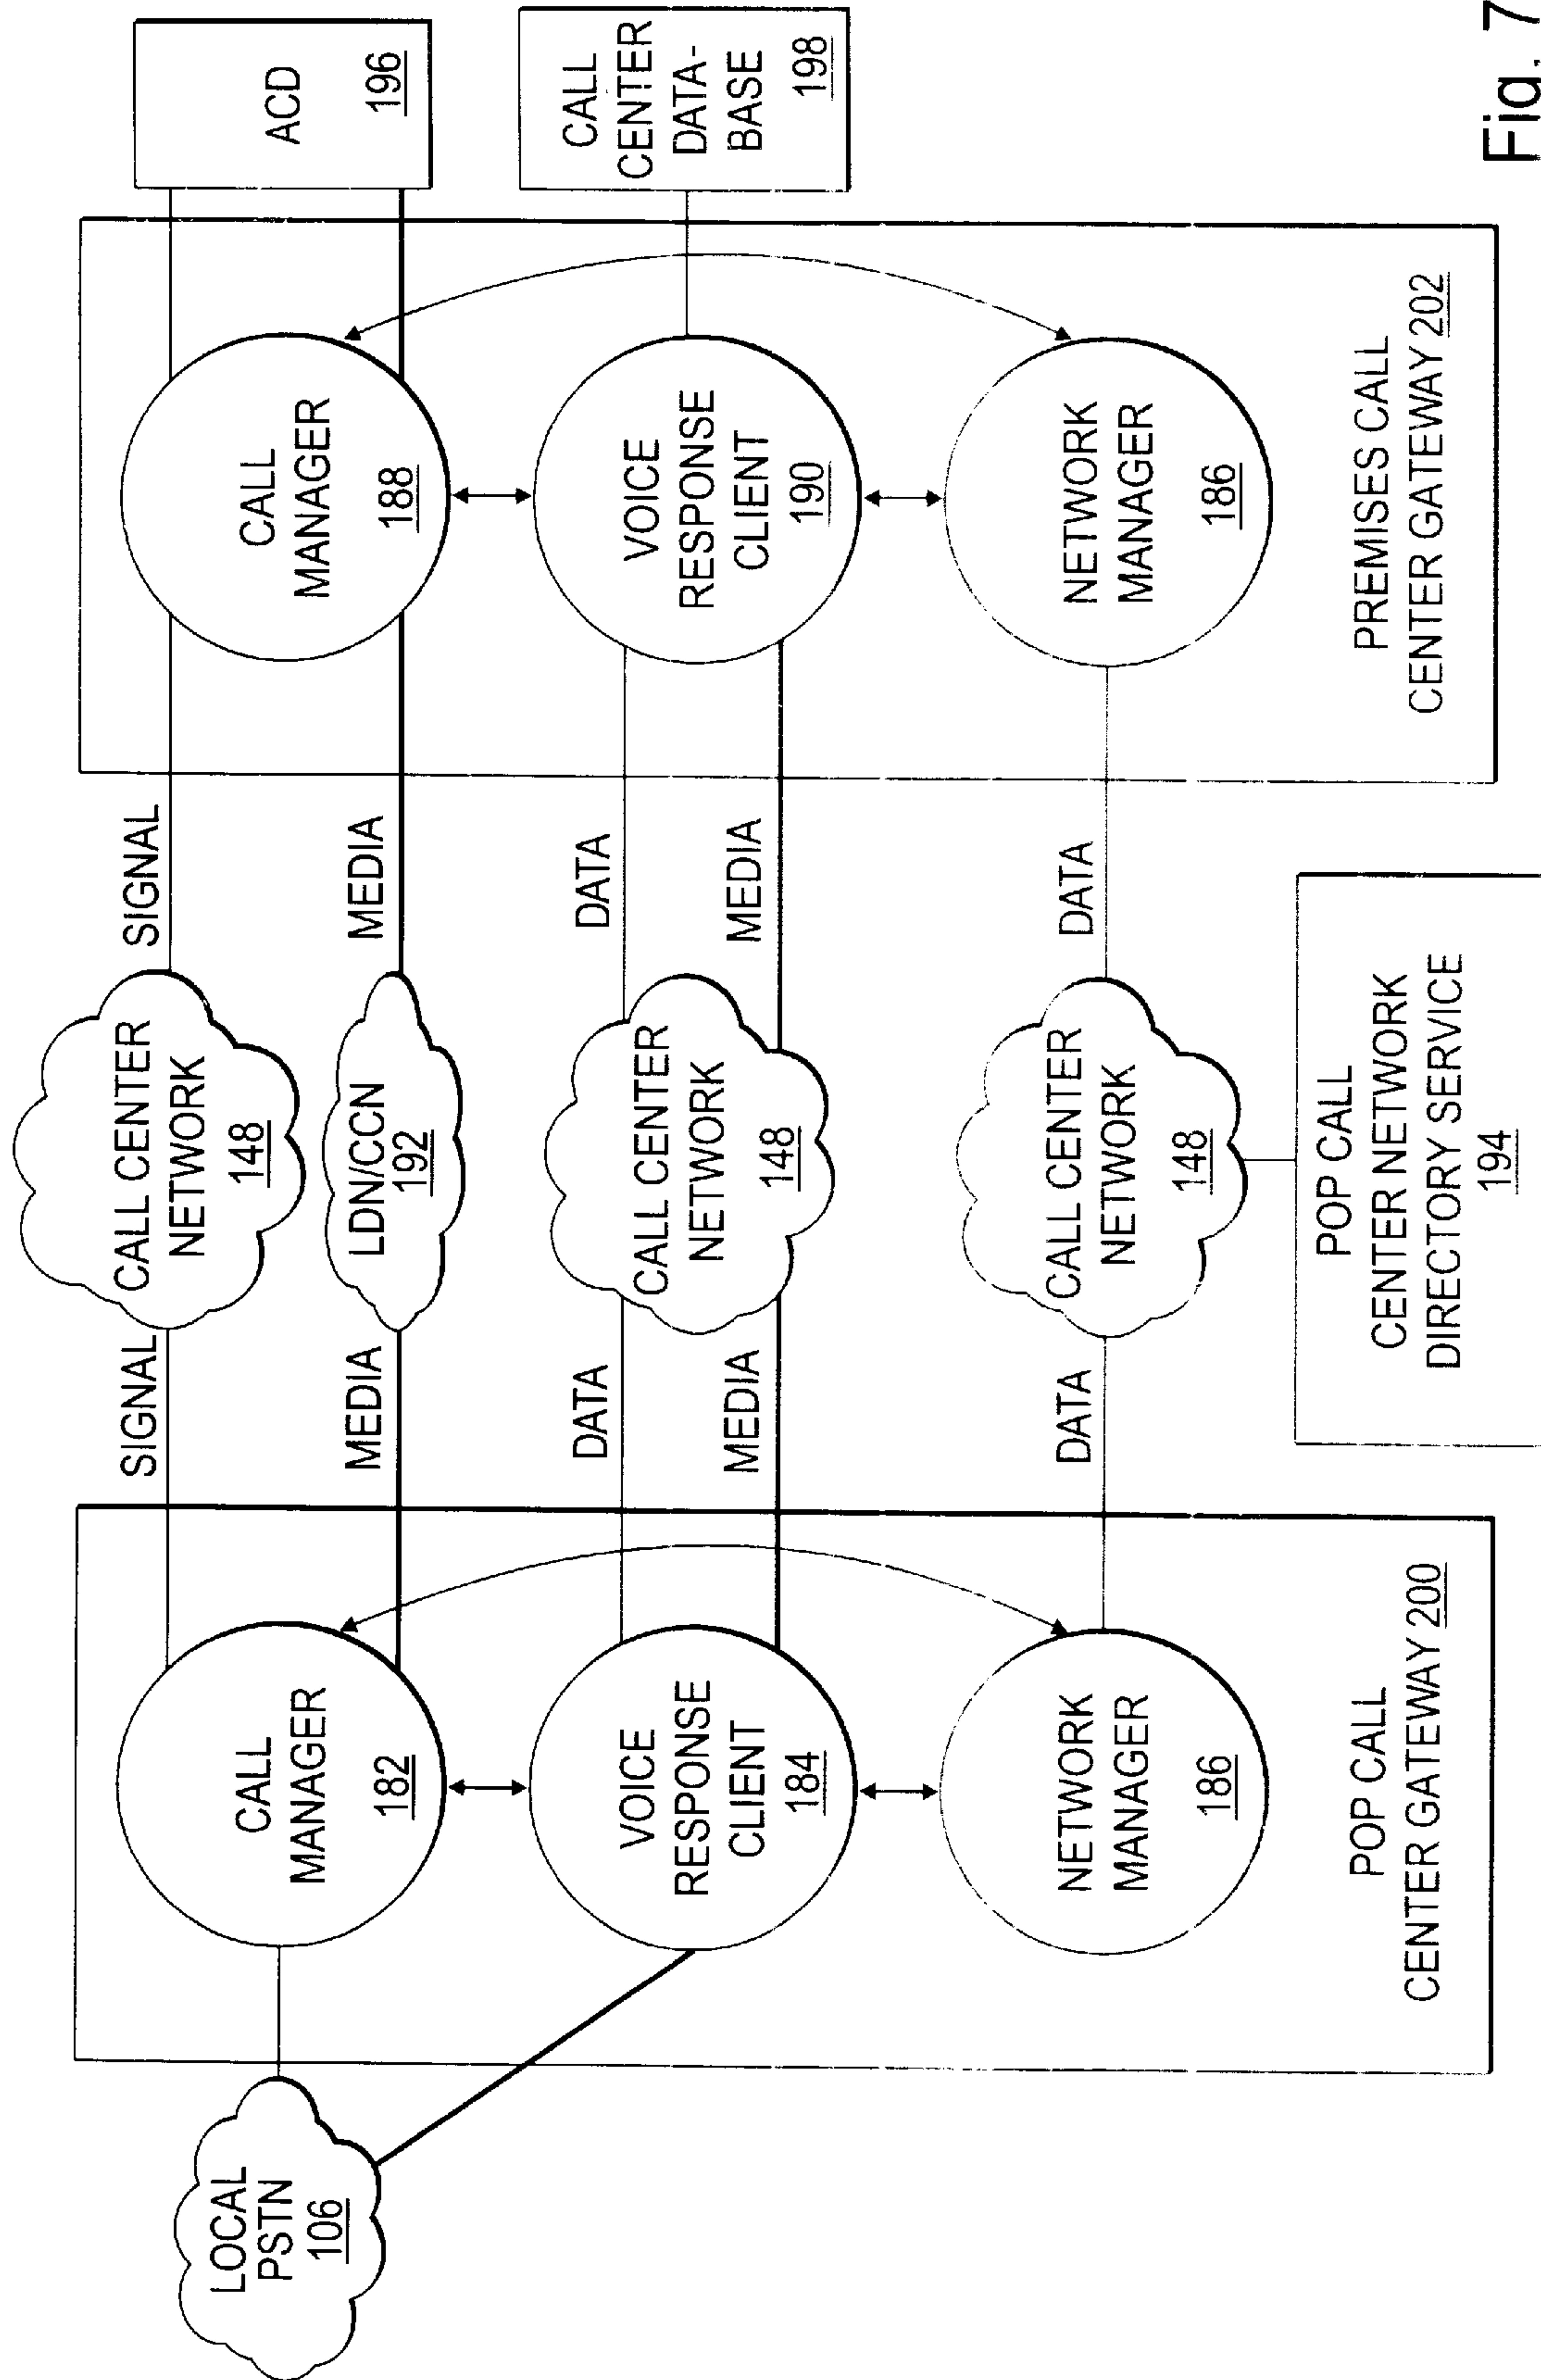 LOCAL
PSTN
106
CALL
MANAGER
182
VOICE
RESPONSE
CLIENT
184
NETWORK
MANAGER
186
POP CALL
CENTER GATEWAY 200
SIGNAL
MEDIA
DATA
MEDIA
DATA
CALL CENTER
NETWORK
148
LDN/CCN
192
CALL CENTER
NETWORK
148
CALL CENTER
NETWORK
148
POP CALL
CENTER NETWORK
DIRECTORY SERVICE
194
SIGNAL
MEDIA
DATA
MEDIA
DATA
CALL
MANAGER
188
VOICE
RESPONSE
CLIENT
190
NETWORK
MANAGER
186
PREMISES CALL
CENTER GATEWAY 202
ACD
196
CALL
CENTER
DATA-
BASE
198
Fig. 7